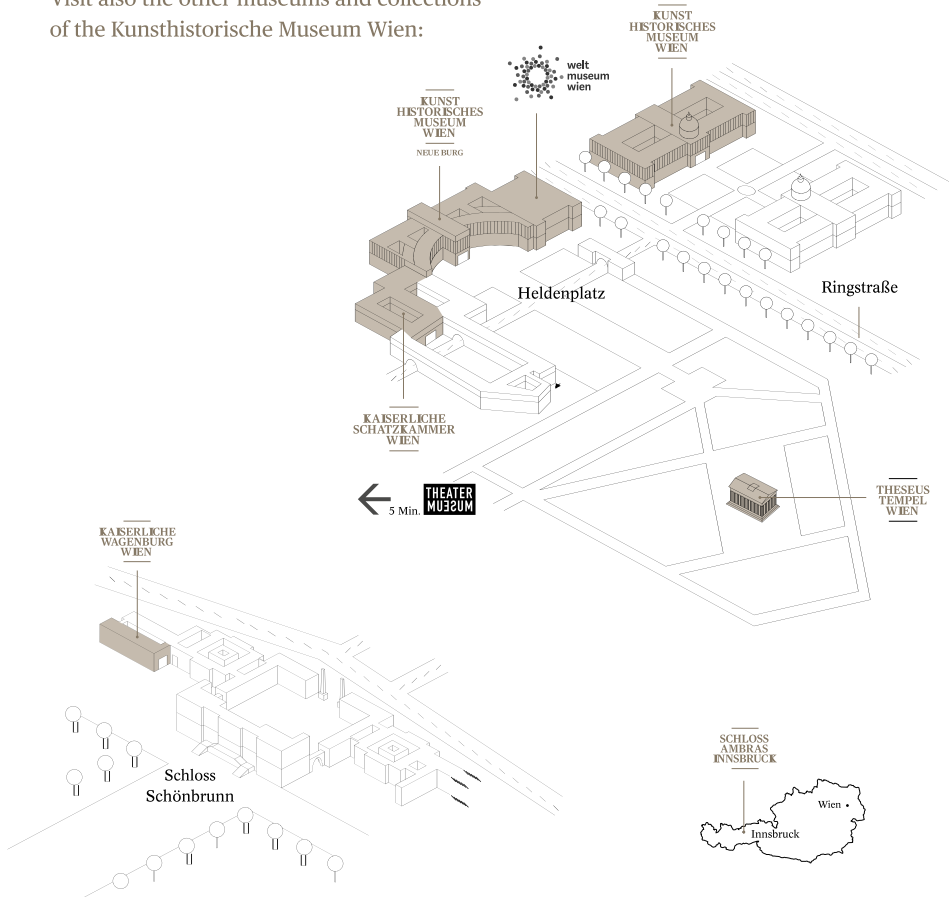 Visit also the other museums and collections
of the Kunsthistorische Museum Wien:
KUNST
HISTORISCHES
MUSEUM
WIEN
welt
museum
wien
KUNST
HISTORISCHES
MUSEUM
WIEN
NEUE BURG
Heldenplatz
Ringstraße
KAISERLICHE
SCHATZKAMMER
WIEN
5 Min.
THEATER
MUSEUM
THESEUS
TEMPEL
WIEN
KAISERLICHE
WAGENBURG
WIEN
Schloss
Schönbrunn
SCHLOSS
AMBRAS
INNSBRUCK
Wien
Innsbruck